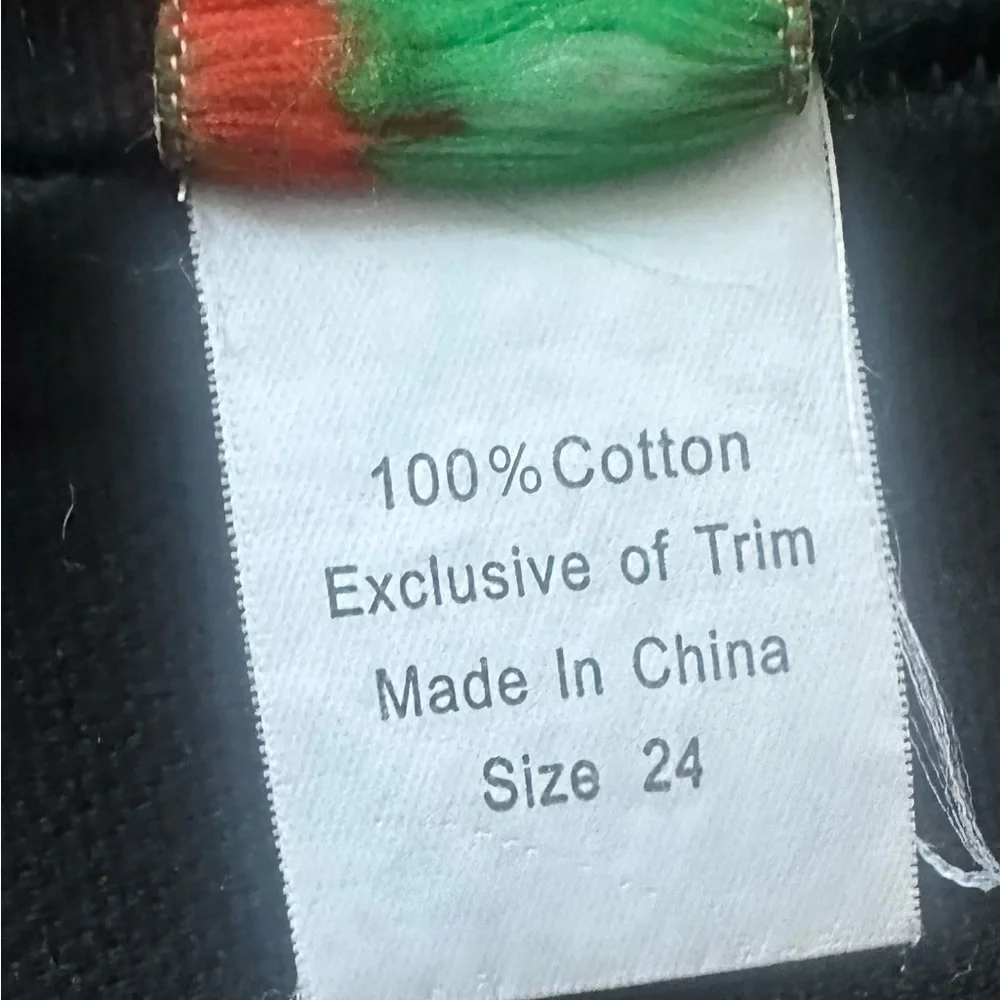 100% Cotton
Exclusive of Trim
Made In China
Size 24